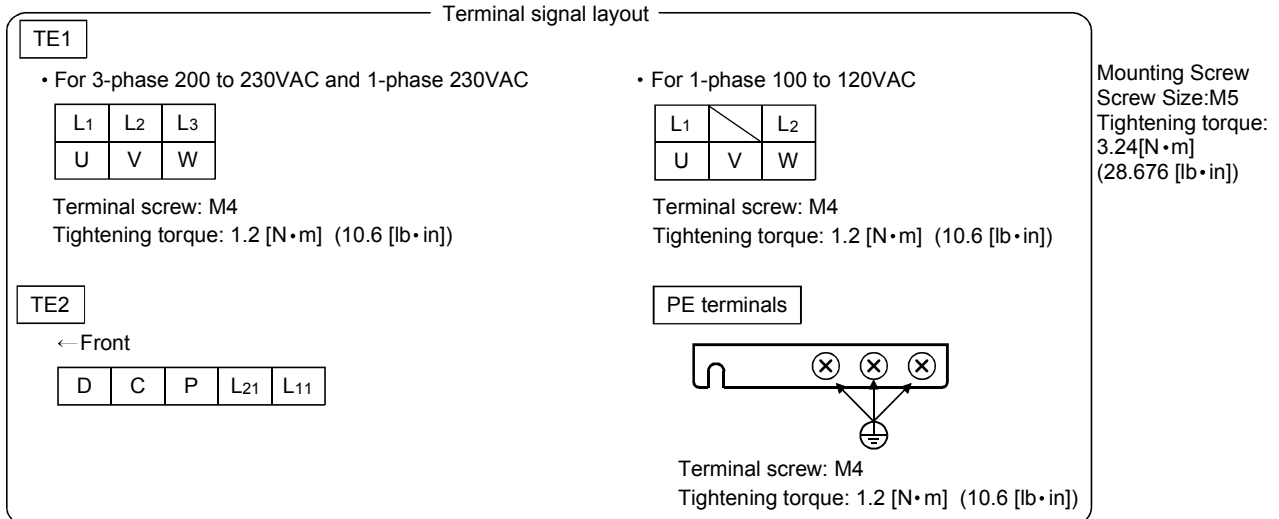 Terminal signal layout
TE1
• For 3-phase 200 to 230VAC and 1-phase 230VAC
L1 L2 L3
U V W
Terminal screw: M4
Tightening torque: 1.2 [N•m] (10.6 [lb•in])
• For 1-phase 100 to 120VAC
L1 L2
U V W
Terminal screw: M4
Tightening torque: 1.2 [N•m] (10.6 [lb•in])
Mounting Screw
Screw Size:M5
Tightening torque:
3.24[N•m]
(28.676 [lb•in])
TE2
←Front
D C P L21 L11
PE terminals
Terminal screw: M4
Tightening torque: 1.2 [N•m] (10.6 [lb•in])